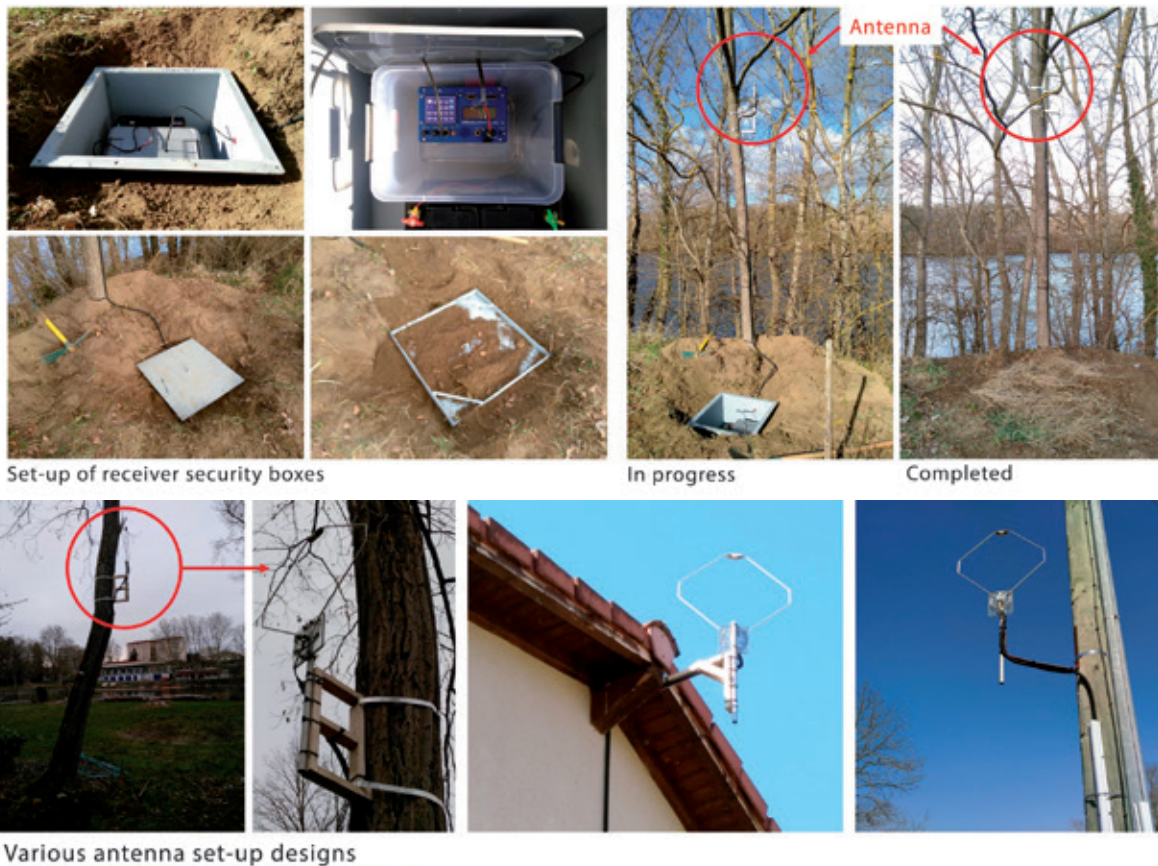 Antenna
Set-up of receiver security boxes
In progress
Completed
Various antenna set-up designs